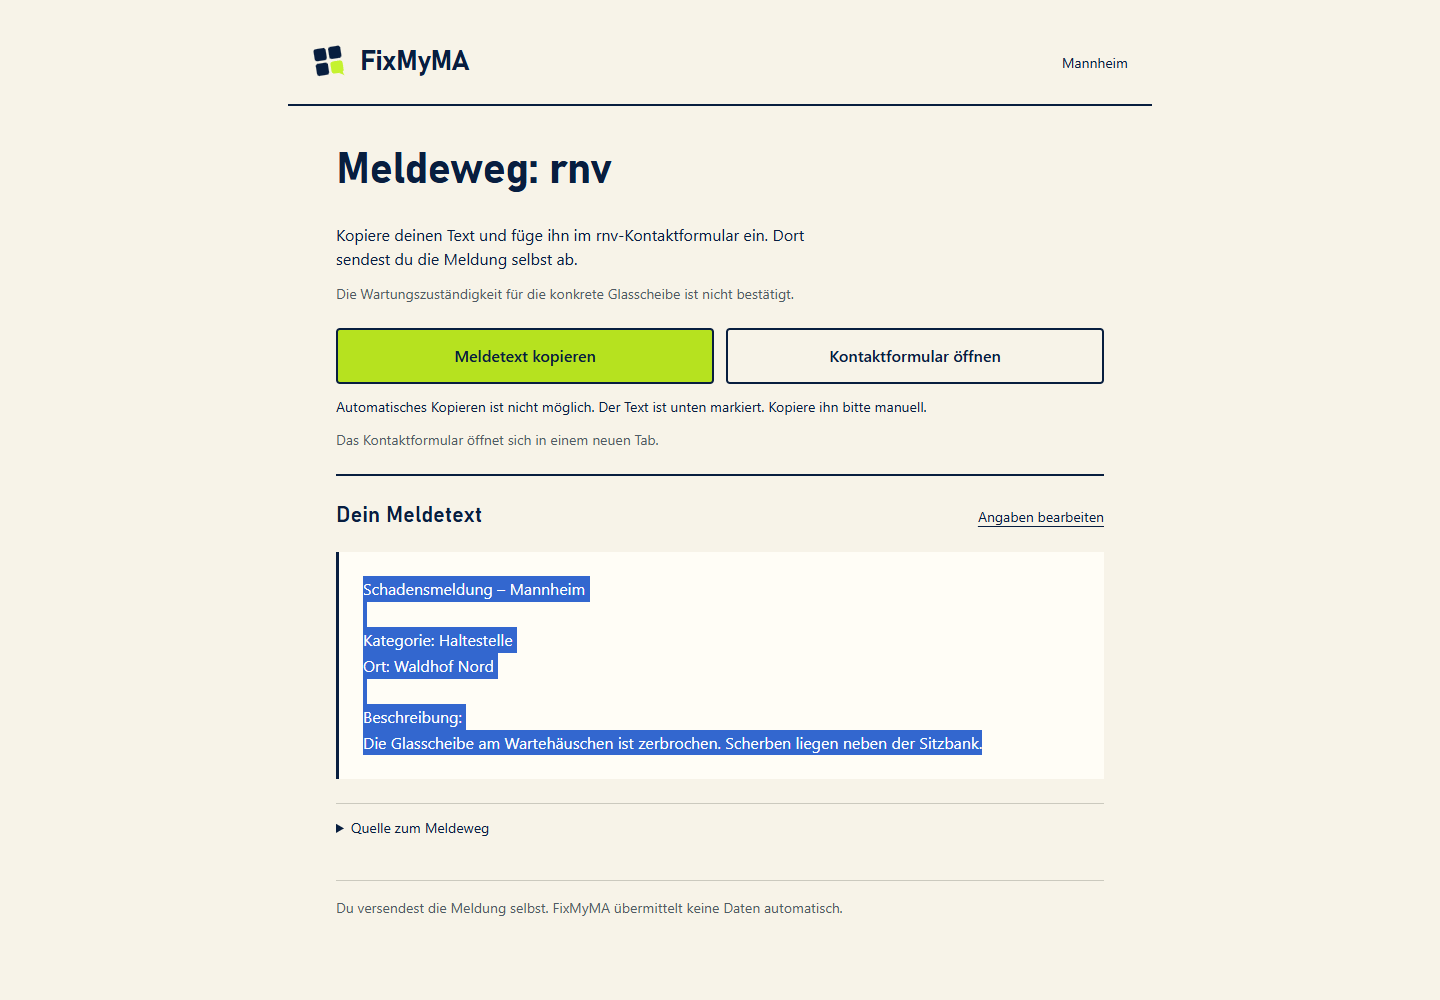 FixMyMA
Mannheim
Meldeweg: rnv
Kopiere deinen Text und füge ihn im rnv-Kontaktformular ein. Dort
sendest du die Meldung selbst ab.
Die Wartungszuständigkeit für die konkrete Glasscheibe ist nicht bestätigt.
Meldetext kopieren
Kontaktformular öffnen
Automatisches Kopieren ist nicht möglich. Der Text ist unten markiert. Kopiere ihn bitte manuell.
Das Kontaktformular öffnet sich in einem neuen Tab.
Dein Meldetext
Angaben bearbeiten
Schadensmeldung – Mannheim
Kategorie: Haltestelle
Ort: Waldhof Nord
Beschreibung:
Die Glasscheibe am Wartehäuschen ist zerbrochen. Scherben liegen neben der Sitzbank.
Quelle zum Meldeweg
Du versendest die Meldung selbst. FixMyMA übermittelt keine Daten automatisch.